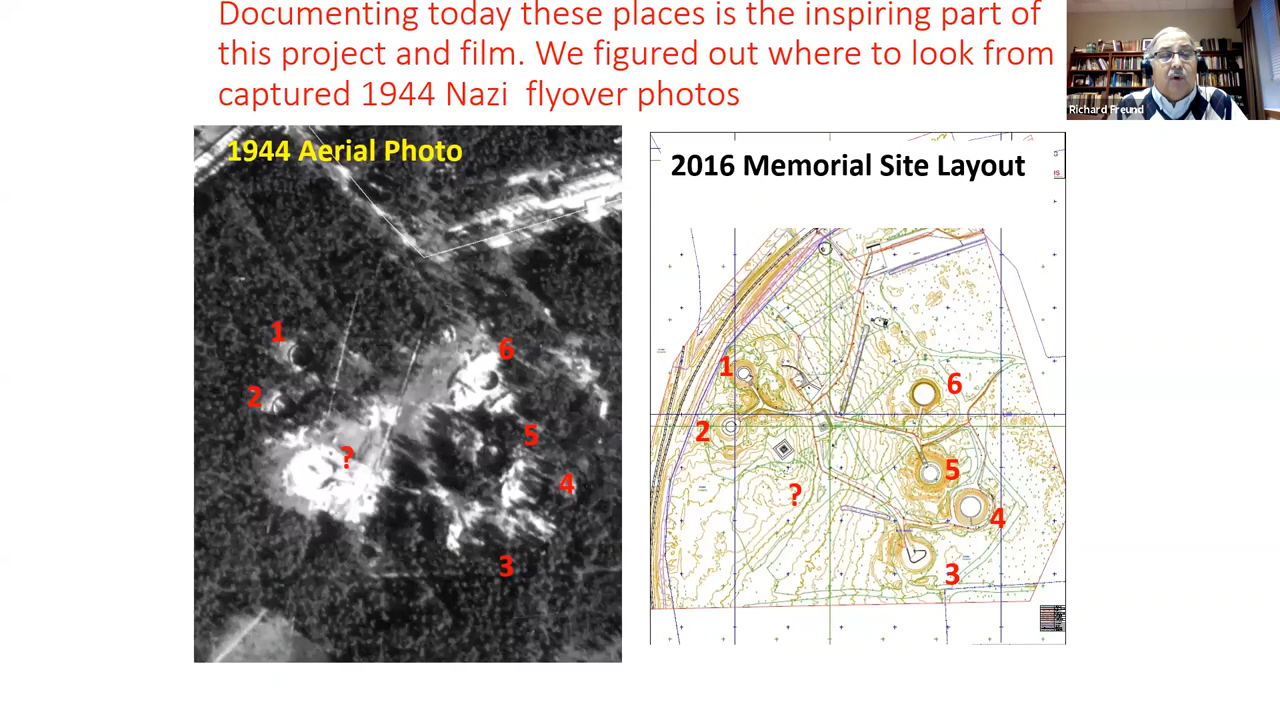 Documenting today these places is the inspiring part of
this project and film. We figured out where to look from
captured 1944 Nazi flyover photos
Richard Freund
1944 Aerial Photo
1
2
?
6
5
4
3
2016 Memorial Site Layout
1
2
?
6
5
4
3